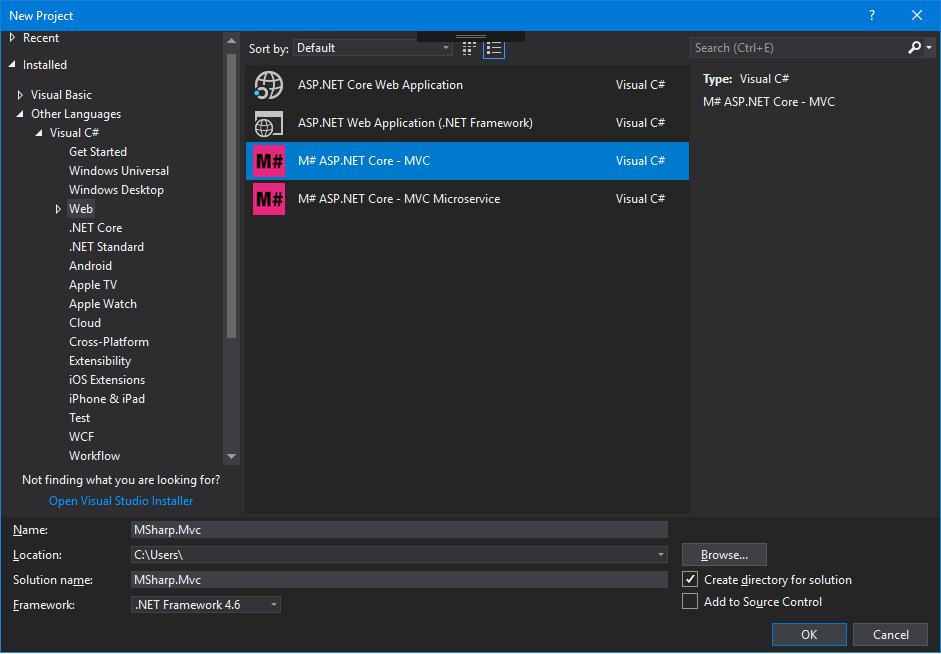 New Project
?
Recent
Installed
Visual Basic
Other Languages
Visual C#
Get Started
Windows Universal
Windows Desktop
Web
.NET Core
.NET Standard
Android
Apple TV
Apple Watch
Cloud
Cross-Platform
Extensibility
iOS Extensions
iPhone & iPad
Test
WCF
Workflow
Not finding what you are looking for?
Open Visual Studio Installer
Sort by: Default
ASP.NET Core Web Application Visual C#
ASP.NET Web Application (.NET Framework) Visual C#
M# M# ASP.NET Core - MVC Visual C#
M# M# ASP.NET Core - MVC Microservice Visual C#
Search (Ctrl+E)
Type: Visual C#
M# ASP.NET Core - MVC
Name: MSharp.Mvc
Location: C:\Users\
Browse...
Solution name: MSharp.Mvc
Create directory for solution
Framework: .NET Framework 4.6
Add to Source Control
OK Cancel